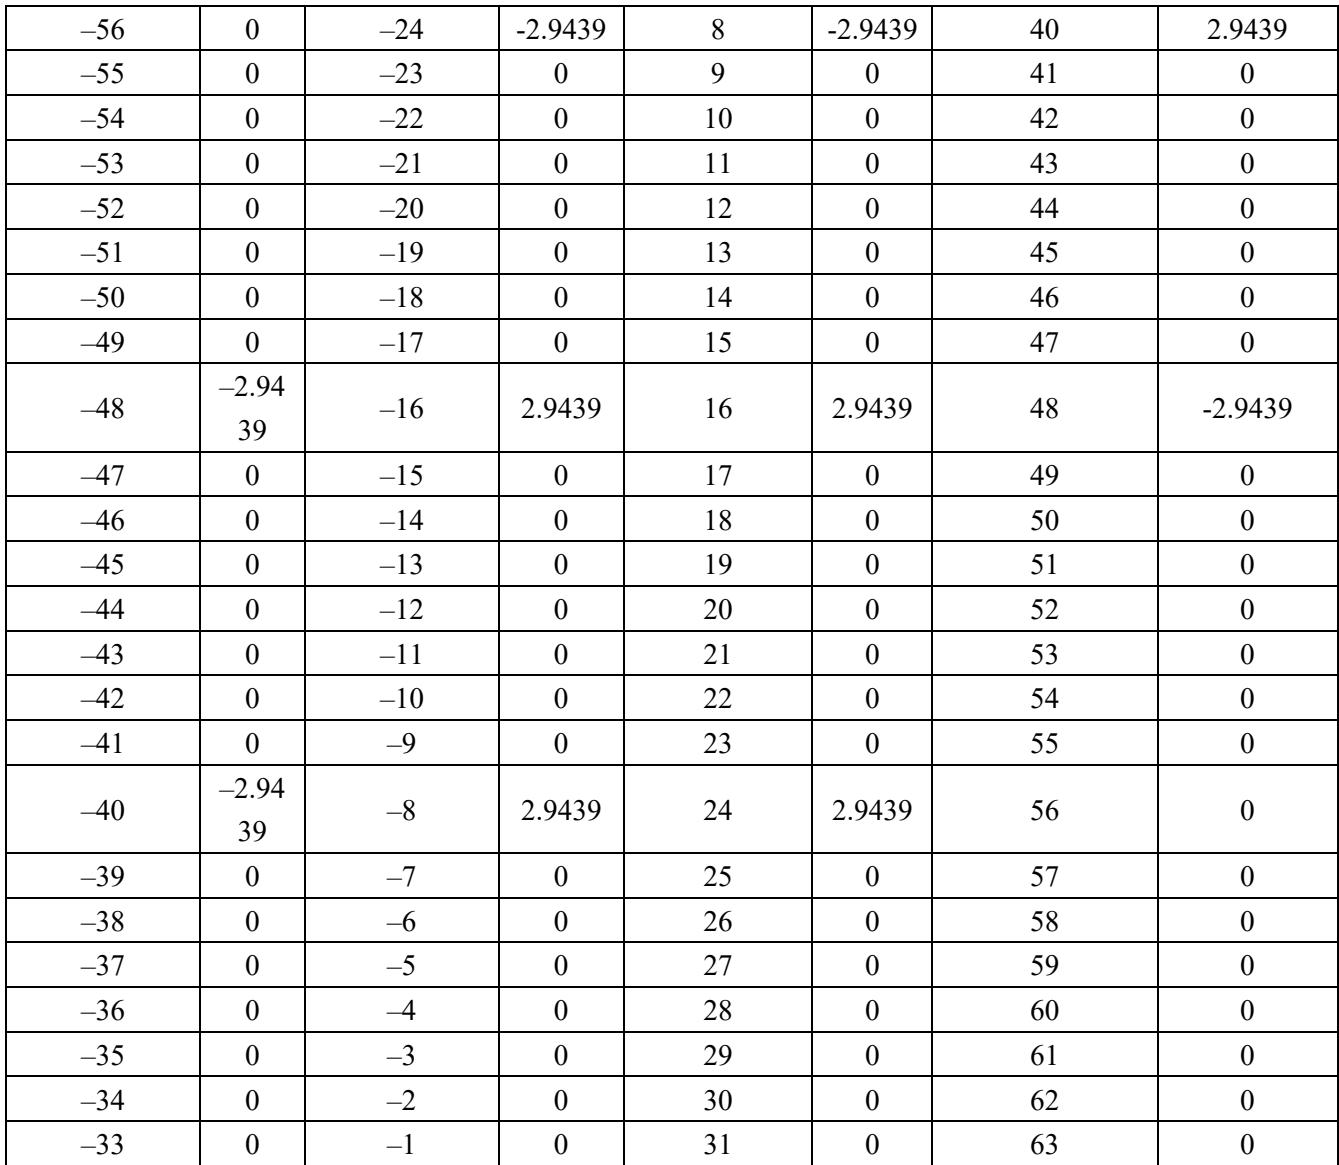 –56 0 –24 -2.9439 8 -2.9439 40 2.9439
–55 0 –23 0 9 0 41 0
–54 0 –22 0 10 0 42 0
–53 0 –21 0 11 0 43 0
–52 0 –20 0 12 0 44 0
–51 0 –19 0 13 0 45 0
–50 0 –18 0 14 0 46 0
–49 0 –17 0 15 0 47 0
–48 –2.94
39 –16 2.9439 16 2.9439 48 -2.9439
–47 0 –15 0 17 0 49 0
–46 0 –14 0 18 0 50 0
–45 0 –13 0 19 0 51 0
–44 0 –12 0 20 0 52 0
–43 0 –11 0 21 0 53 0
–42 0 –10 0 22 0 54 0
–41 0 –9 0 23 0 55 0
–40 –2.94
39 –8 2.9439 24 2.9439 56 0
–39 0 –7 0 25 0 57 0
–38 0 –6 0 26 0 58 0
–37 0 –5 0 27 0 59 0
–36 0 –4 0 28 0 60 0
–35 0 –3 0 29 0 61 0
–34 0 –2 0 30 0 62 0
–33 0 –1 0 31 0 63 0